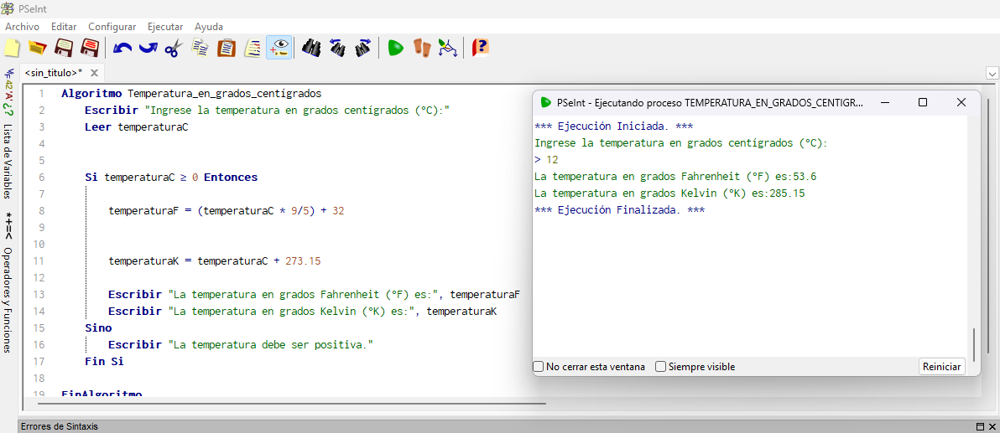 PSeInt
Archivo Editar Configurar Ejecutar Ayuda
<sin_titulo>*
42 'A' ¿?
Lista de Variables
*+=<
Operadores y Funciones
1 Algoritmo Temperatura_en_grados_centígrados
2 Escribir "Ingrese la temperatura en grados centígrados (°C):"
3 Leer temperaturaC
4
5
6 Si temperaturaC ≥ 0 Entonces
7
8 temperaturaF = (temperaturaC * 9/5) + 32
9
10
11 temperaturaK = temperaturaC + 273.15
12
13 Escribir "La temperatura en grados Fahrenheit (°F) es:", temperaturaF
14 Escribir "La temperatura en grados Kelvin (°K) es:", temperaturaK
15 Sino
16 Escribir "La temperatura debe ser positiva."
17 Fin Si
18
19 FinAlgoritmo
PSeInt - Ejecutando proceso TEMPERATURA_EN_GRADOS_CENTIGR...
*** Ejecución Iniciada. ***
Ingrese la temperatura en grados centígrados (°C):
> 12
La temperatura en grados Fahrenheit (°F) es:53.6
La temperatura en grados Kelvin (°K) es:285.15
*** Ejecución Finalizada. ***
No cerrar esta ventana Siempre visible Reiniciar
Errores de Sintaxis